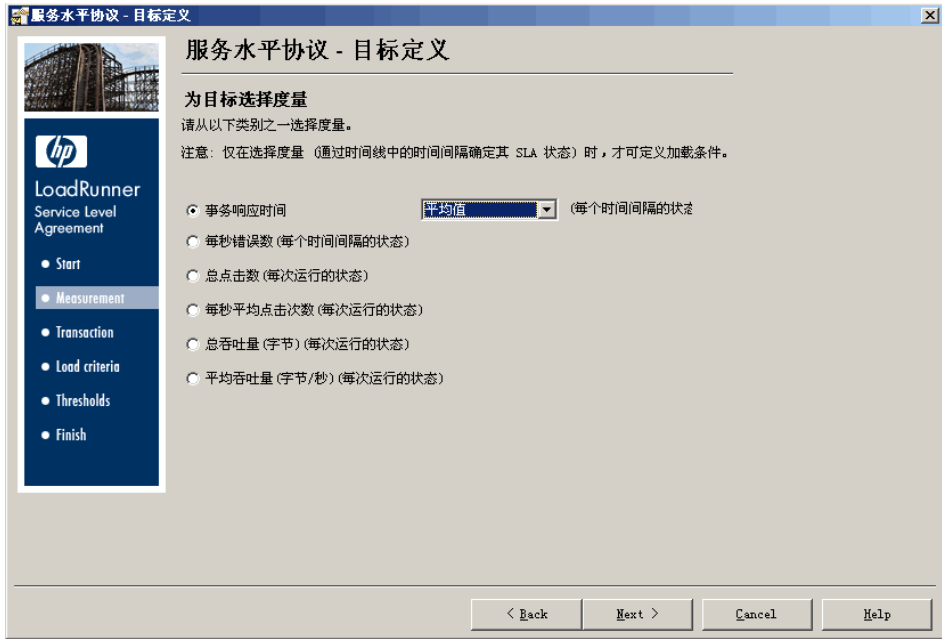 服务水平协议 - 目标定义
服务水平协议 - 目标定义
为目标选择度量
请从以下类别之一选择度量。
注意: 仅在选择度量 (通过时间线中的时间间隔确定其 SLA 状态) 时,才可定义加载条件。
hp
LoadRunner
Service Level
Agreement
Start
Measurement
Transaction
Load criteria
Thresholds
Finish
事务响应时间 平均值 (每个时间间隔的状态
每秒错误数(每个时间间隔的状态)
总点击数(每次运行的状态)
每秒平均点击次数(每次运行的状态)
总吞吐量(字节)(每次运行的状态)
平均吞吐量(字节/秒)(每次运行的状态)
< Back Next > Cancel Help